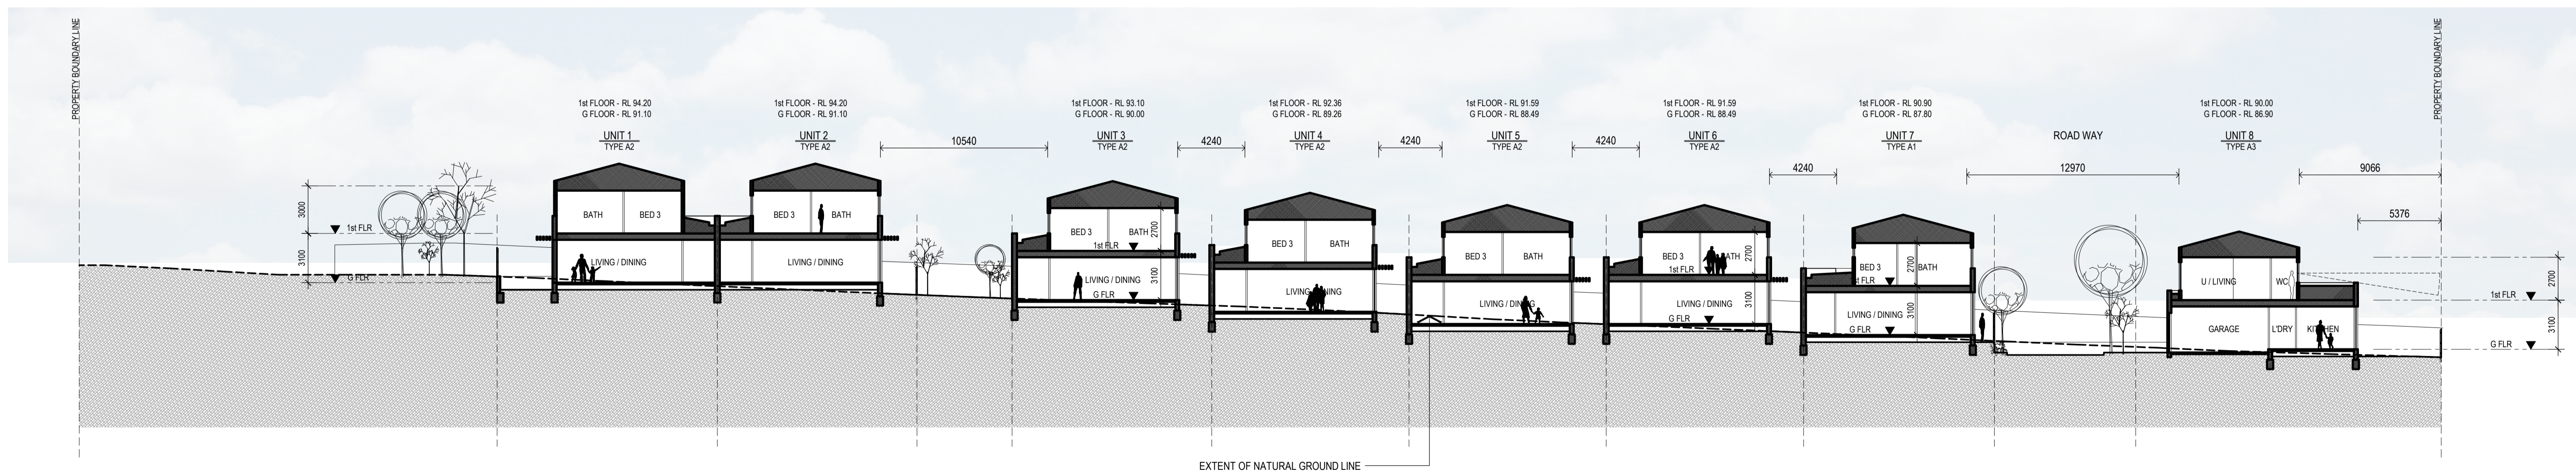 PROPERTY BOUNDARY LINE
PROPERTY BOUNDARY LINE
1st FLOOR - RL 94.20
G FLOOR - RL 91.10
UNIT 1
TYPE A2
1st FLOOR - RL 94.20
G FLOOR - RL 91.10
UNIT 2
TYPE A2
10540
1st FLOOR - RL 93.10
G FLOOR - RL 90.00
UNIT 3
TYPE A2
4240
1st FLOOR - RL 92.36
G FLOOR - RL 89.26
UNIT 4
TYPE A2
4240
1st FLOOR - RL 91.59
G FLOOR - RL 88.49
UNIT 5
TYPE A2
4240
1st FLOOR - RL 91.59
G FLOOR - RL 88.49
UNIT 6
TYPE A2
4240
1st FLOOR - RL 90.90
G FLOOR - RL 87.80
UNIT 7
TYPE A1
ROAD WAY
12970
1st FLOOR - RL 90.00
G FLOOR - RL 86.90
UNIT 8
TYPE A3
9066
5376
3000
1st FLR
3100
G FLR
BATH
BED 3
LIVING / DINING
BED 3
BATH
LIVING / DINING
BED 3
BATH
2700
1st FLR
LIVING / DINING
3100
G FLR
BED 3
BATH
LIVING / DINING
BED 3
BATH
LIVING / DINING
BED 3
BATH
2700
1st FLR
LIVING / DINING
3100
G FLR
BED 3
BATH
2700
1st FLR
LIVING / DINING
3100
G FLR
U / LIVING
WC
GARAGE
L'DRY
KITCHEN
2700
1st FLR
3100
G FLR
EXTENT OF NATURAL GROUND LINE